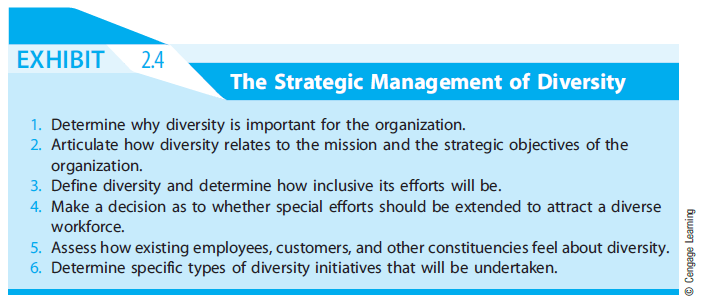 EXHIBIT 2.4
The Strategic Management of Diversity
1. Determine why diversity is important for the organization.
2. Articulate how diversity relates to the mission and the strategic objectives of the
organization.
3. Define diversity and determine how inclusive its efforts will be.
4. Make a decision as to whether special efforts should be extended to attract a diverse
workforce.
5. Assess how existing employees, customers, and other constituencies feel about diversity.
6. Determine specific types of diversity initiatives that will be undertaken.
© Cengage Learning